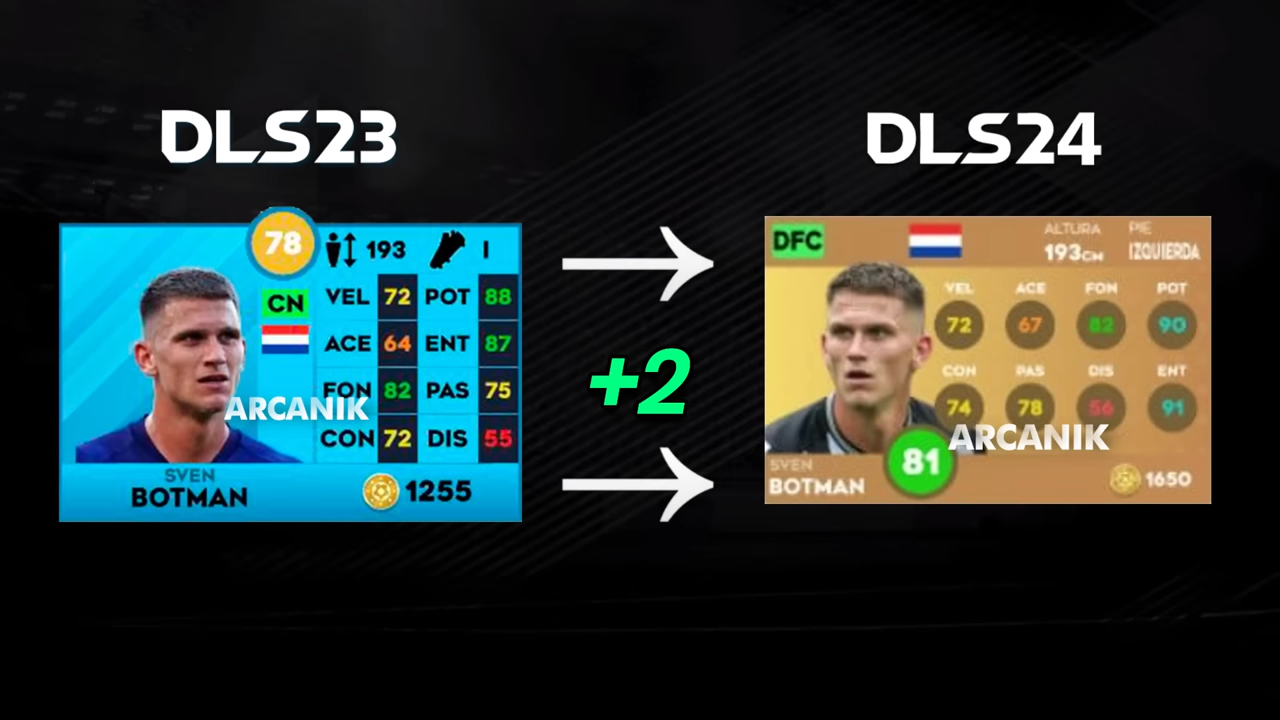 DLS23
DLS24
78
193 I
CN
VEL 72 POT 88
ACE 64 ENT 87
FON 82 PAS 75
CON 72 DIS 55
ARCANIK
SVEN
BOTMAN
1255
+2
DFC
ALTURA
193CM
PIE
IZQUIERDA
VEL ACE FON POT
72 67 82 90
CON PAS DIS ENT
74 78 56 91
ARCANIK
81
SVEN
BOTMAN
1650